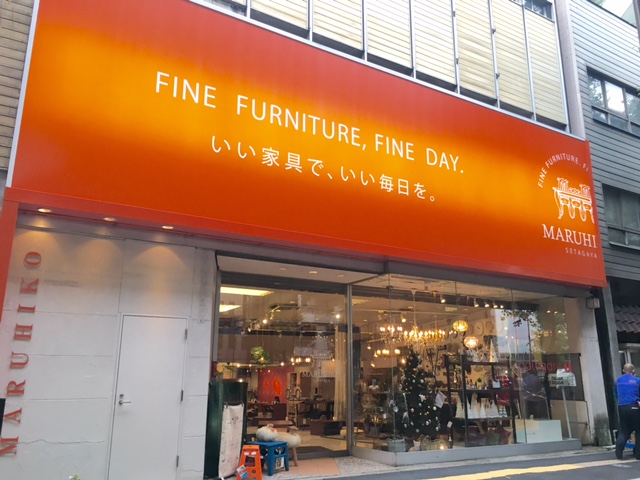 FINE FURNITURE, FINE DAY.
いい家具で、いい毎日を。
FINE FURNITURE, FI
MARUHI
SETAGAYA
MARUHIKO